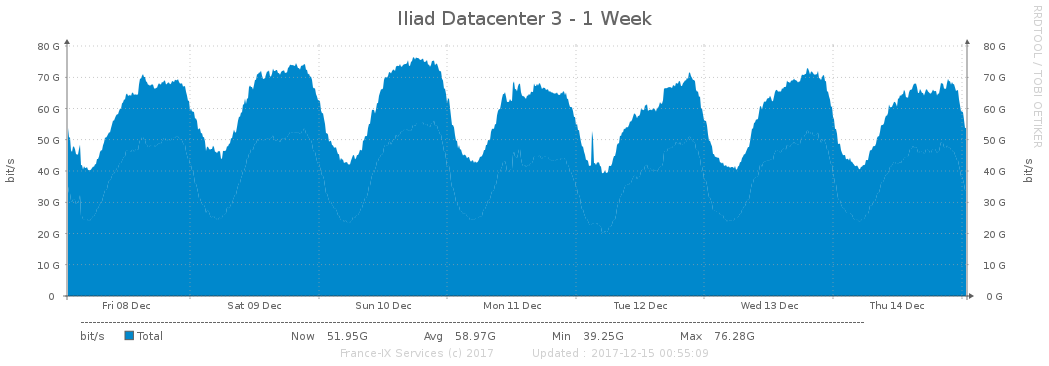 Iliad Datacenter 3 - 1 Week
RRDTOOL / TOBI OETIKER
80 G 80 G
70 G 70 G
60 G 60 G
50 G 50 G
40 G 40 G
30 G 30 G
20 G 20 G
10 G 10 G
0 0 G
bit/s bit/s
Fri 08 Dec Sat 09 Dec Sun 10 Dec Mon 11 Dec Tue 12 Dec Wed 13 Dec Thu 14 Dec
bit/s Total Now 51.95G Avg 58.97G Min 39.25G Max 76.28G
France-IX Services (c) 2017 Updated : 2017-12-15 00:55:09